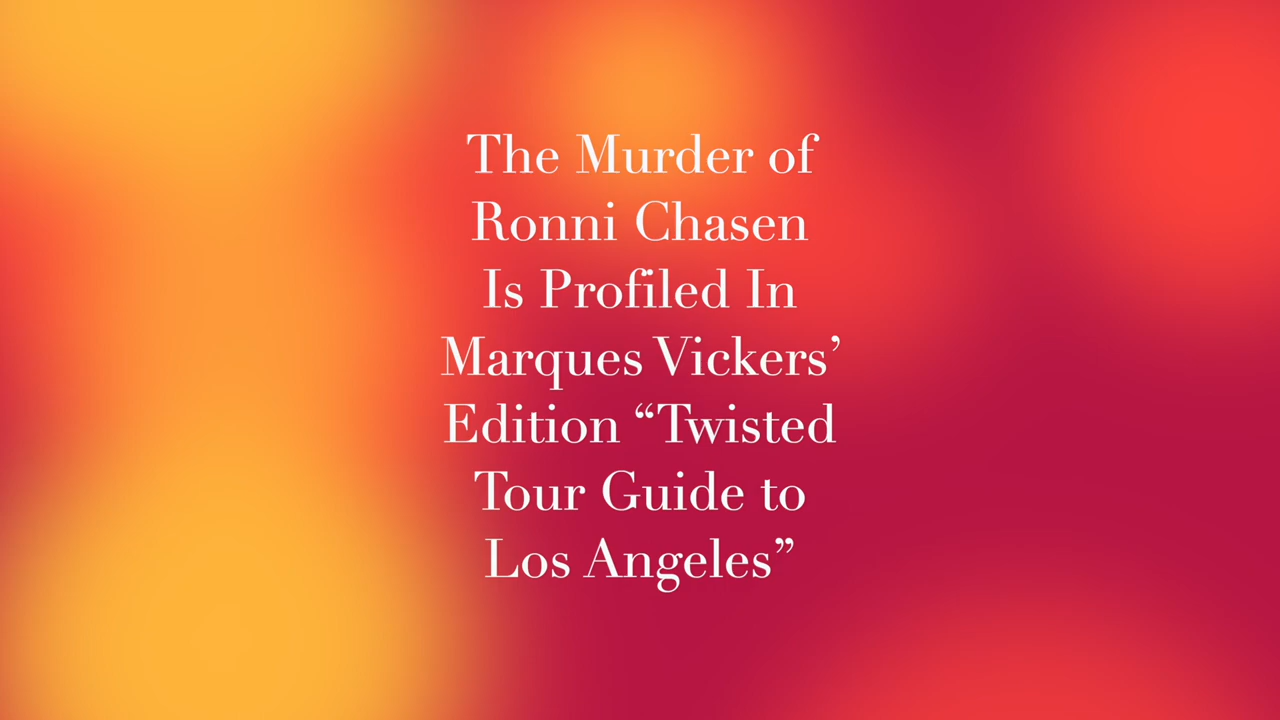 The Murder of
Ronni Chasen
Is Profiled In
Marques Vickers’
Edition “Twisted
Tour Guide to
Los Angeles”